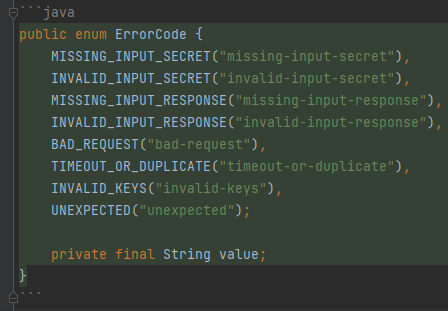 ```java
public enum ErrorCode {
    MISSING_INPUT_SECRET("missing-input-secret"),
    INVALID_INPUT_SECRET("invalid-input-secret"),
    MISSING_INPUT_RESPONSE("missing-input-response"),
    INVALID_INPUT_RESPONSE("invalid-input-response"),
    BAD_REQUEST("bad-request"),
    TIMEOUT_OR_DUPLICATE("timeout-or-duplicate"),
    INVALID_KEYS("invalid-keys"),
    UNEXPECTED("unexpected");

    private final String value;
}
```